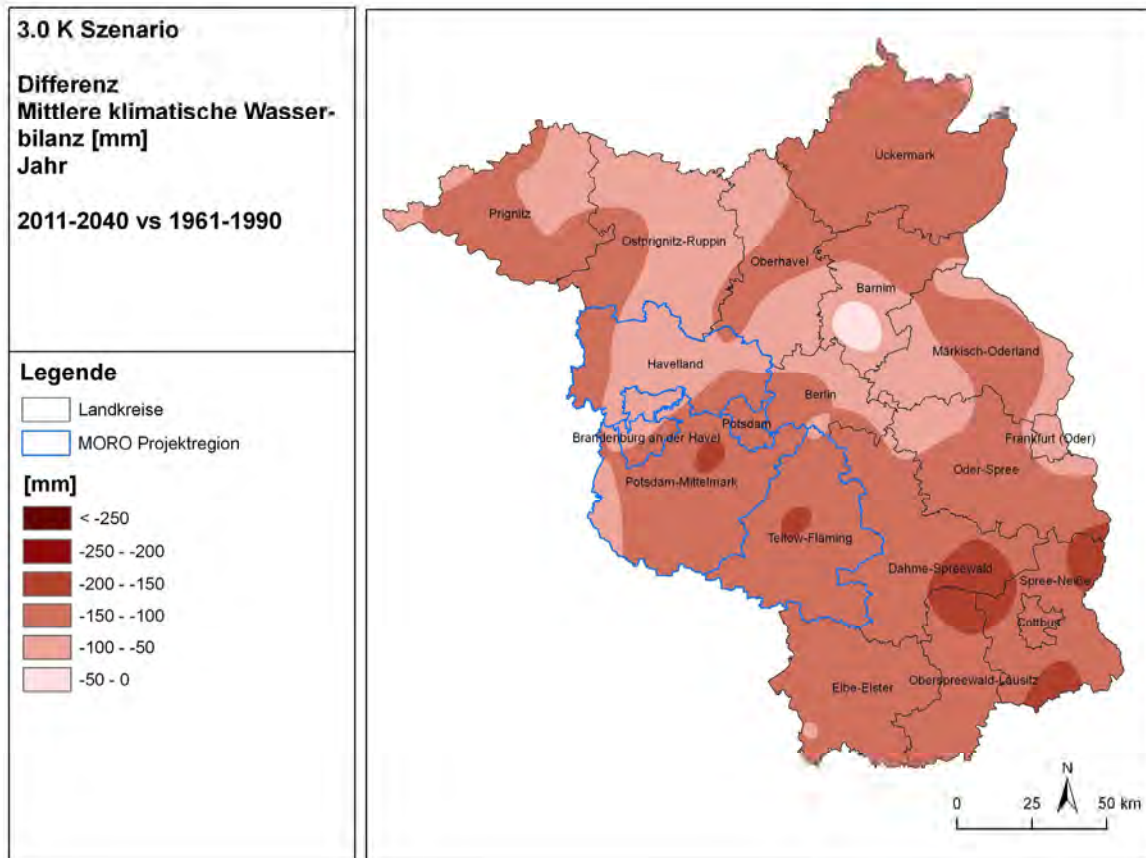 3.0 K Szenario
Differenz
Mittlere klimatische Wasser-
bilanz [mm]
Jahr
2011-2040 vs 1961-1990
Legende
Landkreise
MORO Projektregion
[mm]
< -250
-250 - -200
-200 - -150
-150 - -100
-100 - -50
-50 - 0
Uckermark
Prignitz
Ostprignitz-Ruppin
Oberhavel
Barnim
Märkisch-Oderland
Havelland
Berlin
Potsdam
Brandenburg an der Havel
Frankfurt (Oder)
Oder-Spree
Potsdam-Mittelmark
Teltow-Fläming
Dahme-Spreewald
Spree-Neiße
Cottbus
Oberspreewald-Lausitz
Elbe-Elster
N
0 25 50 km